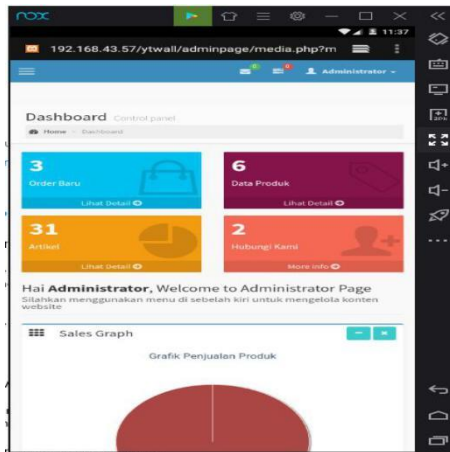 nox
11:37
192.168.43.57/ytwall/adminpage/media.php?m
Administrator
Dashboard Control panel
Home - Dashboard
3
Order Baru
Lihat Detail
6
Data Produk
Lihat Detail
31
Artikel
Lihat Detail
2
Hubungi Kami
More info
Hai Administrator, Welcome to Administrator Page
Silahkan menggunakan menu di sebelah kiri untuk mengelola konten
website
Sales Graph
Grafik Penjualan Produk